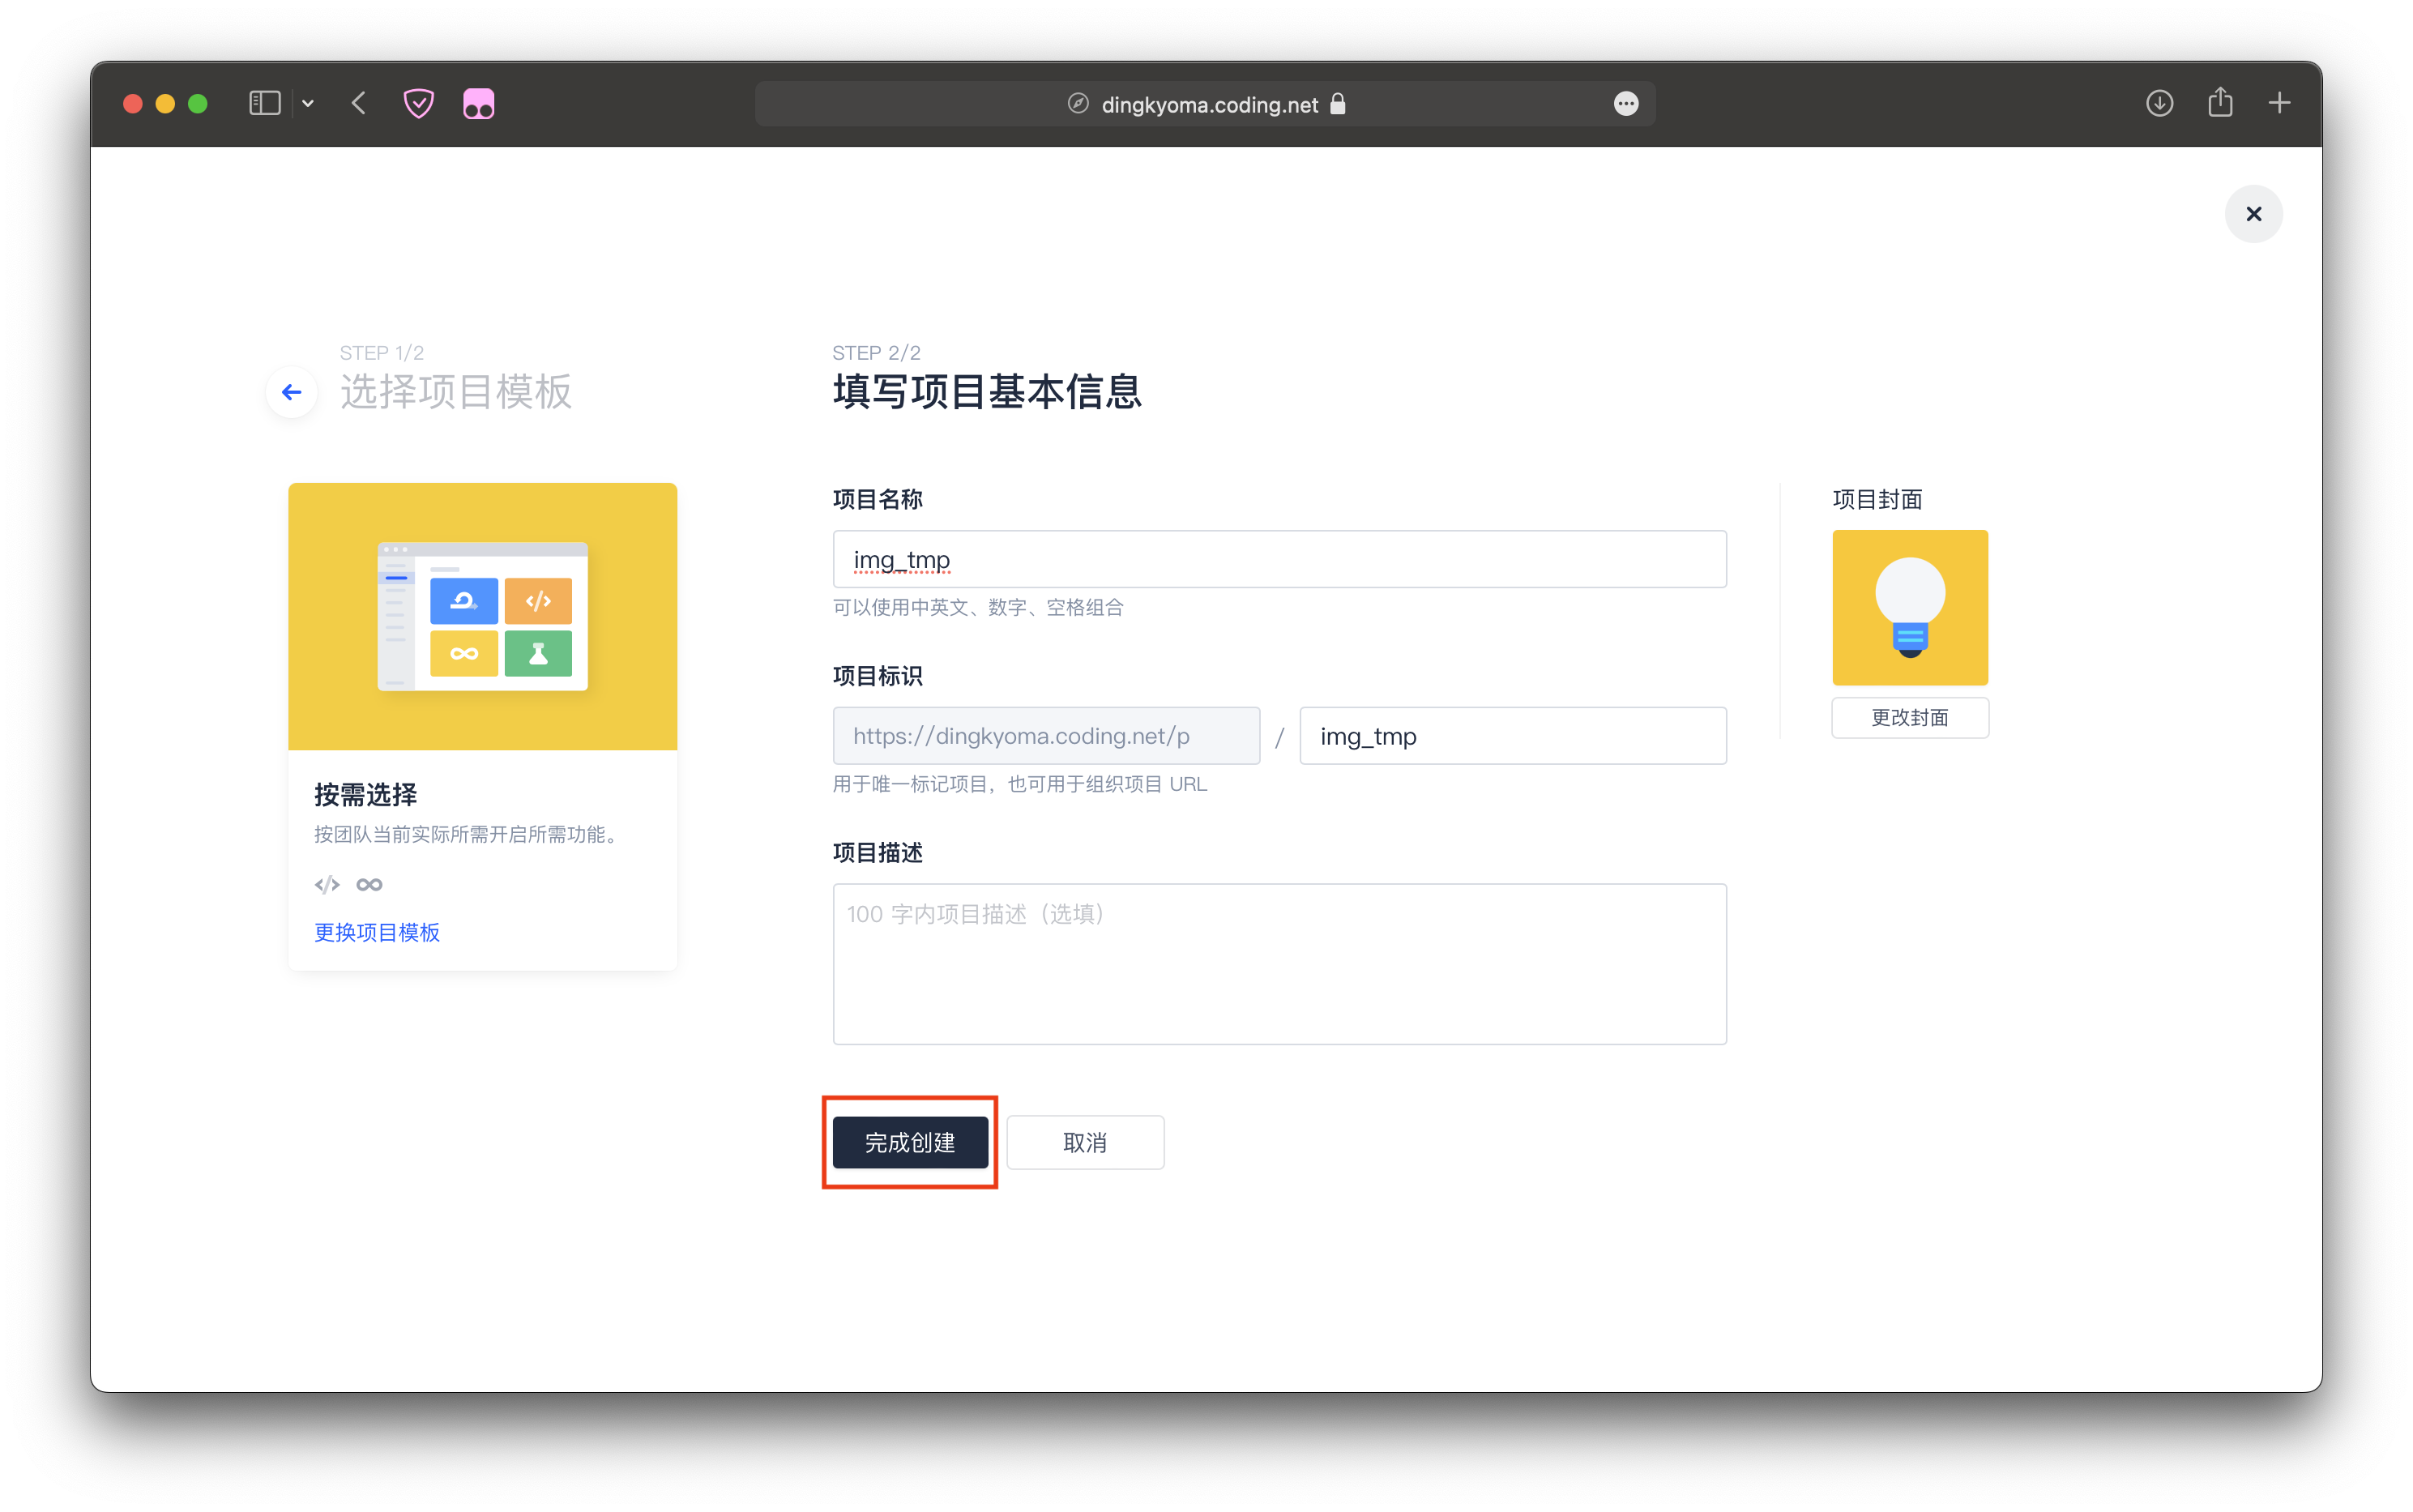 dingkyoma.coding.net
STEP 1/2
选择项目模板
STEP 2/2
填写项目基本信息
按需选择
按团队当前实际所需开启所需功能。
更换项目模板
项目名称
img_tmp
可以使用中英文、数字、空格组合
项目标识
https://dingkyoma.coding.net/p / img_tmp
用于唯一标记项目，也可用于组织项目 URL
项目描述
100 字内项目描述（选填）
完成创建
取消
项目封面
更改封面